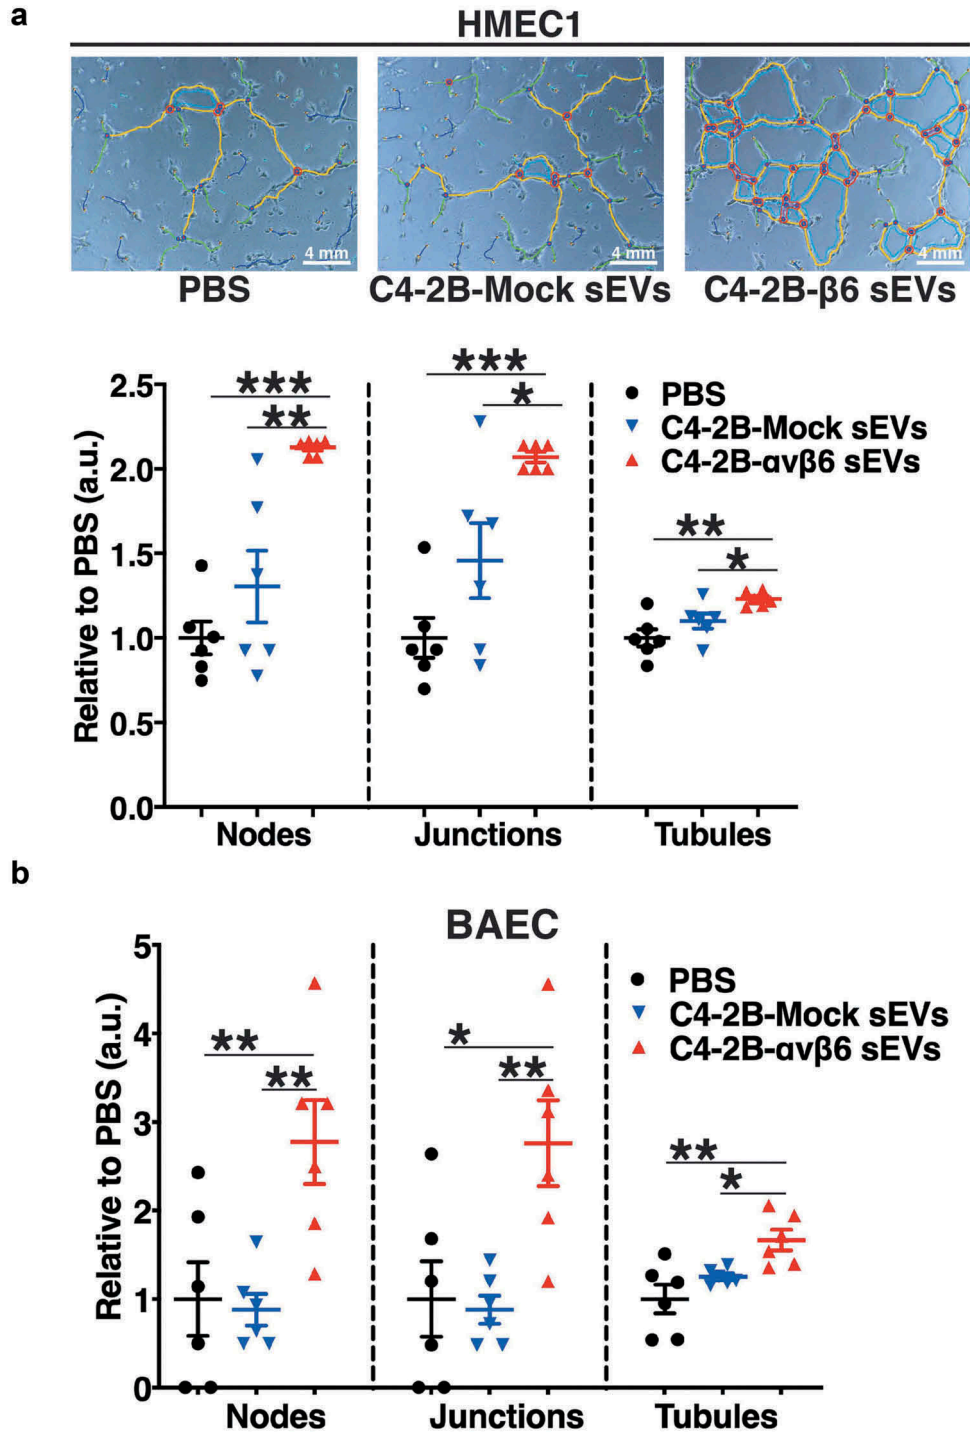 a
HMEC1
4 mm
4 mm
4 mm
PBS
C4-2B-Mock sEVs
C4-2B-β6 sEVs
2.5
2.0
1.5
1.0
0.5
0.0
Relative to PBS (a.u.)
***
**
***
*
**
*
PBS
C4-2B-Mock sEVs
C4-2B-αvβ6 sEVs
Nodes
Junctions
Tubules
b
BAEC
5
4
3
2
1
0
Relative to PBS (a.u.)
**
**
*
**
**
*
PBS
C4-2B-Mock sEVs
C4-2B-αvβ6 sEVs
Nodes
Junctions
Tubules